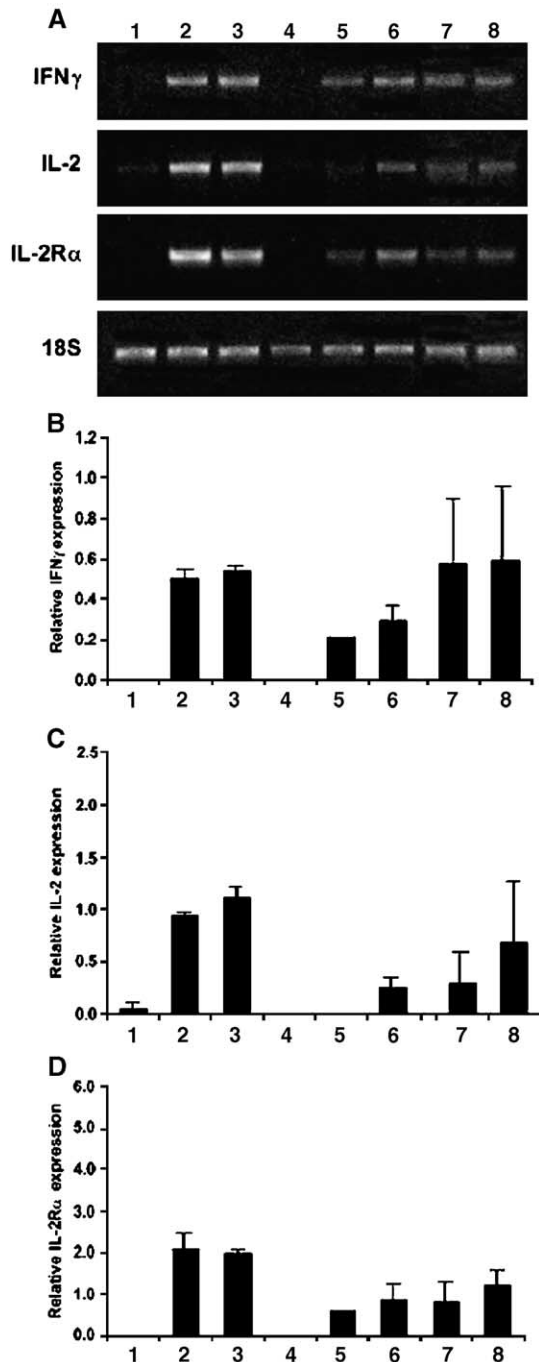 A
1 2 3 4 5 6 7 8
IFNγ
IL-2
IL-2Rα
18S
B
Relative IFNγ expression
1.2
1.0
0.8
0.6
0.4
0.2
0.0
1 2 3 4 5 6 7 8
C
Relative IL-2 expression
2.5
2.0
1.5
1.0
0.5
0.0
1 2 3 4 5 6 7 8
D
Relative IL-2Rα expression
6.0
5.0
4.0
3.0
2.0
1.0
0.0
1 2 3 4 5 6 7 8